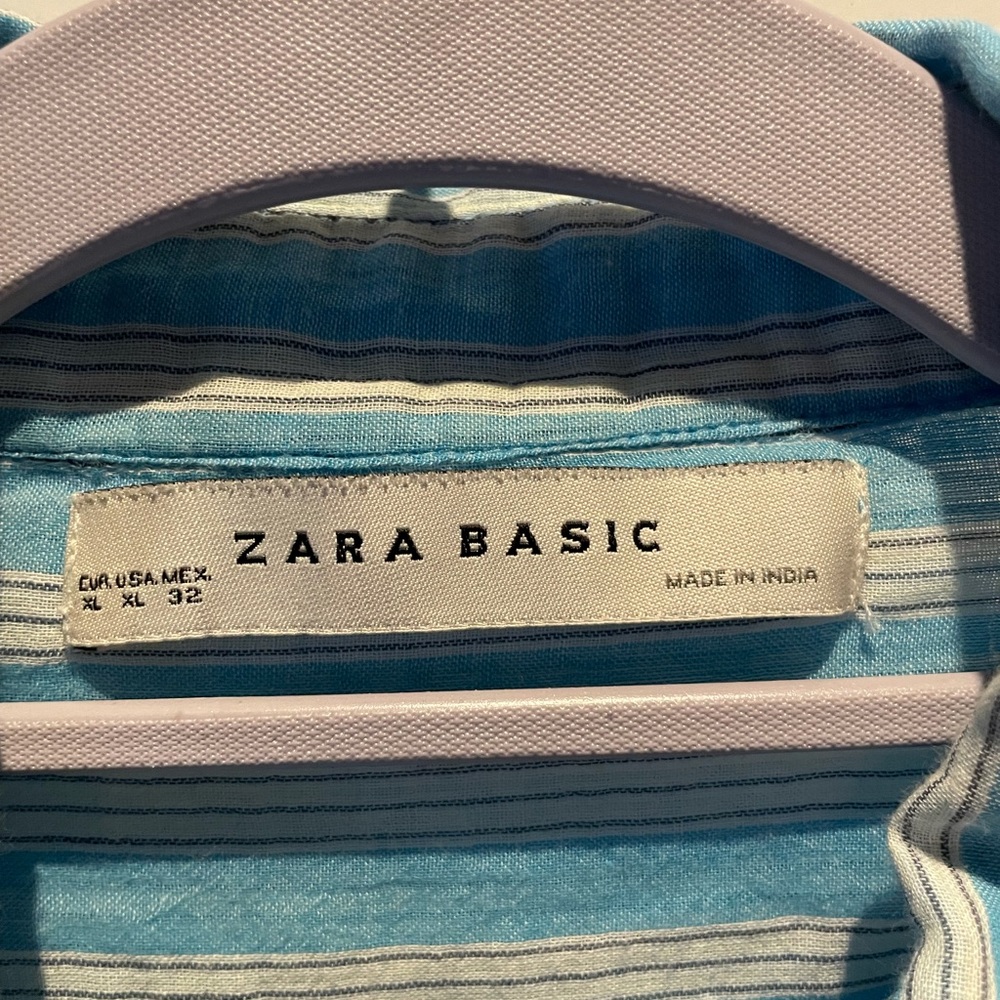 ZARA BASIC
EUR. USA. MEX.
XL XL 32
MADE IN INDIA